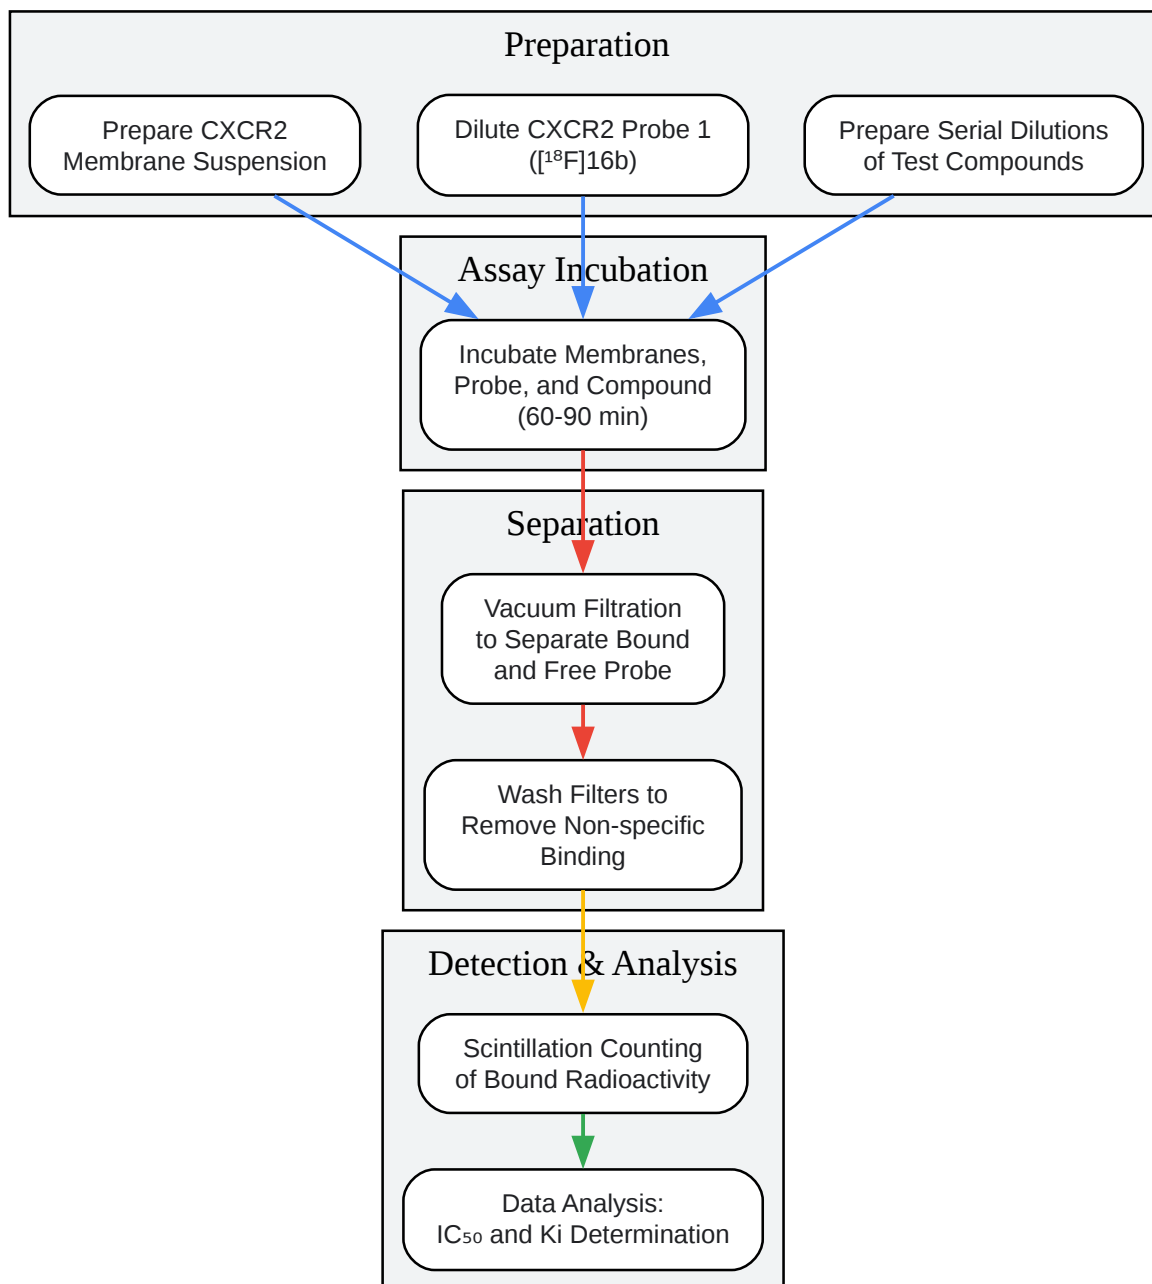 Preparation
Prepare CXCR2
Membrane Suspension
Dilute CXCR2 Probe 1
([¹⁸F]16b)
Prepare Serial Dilutions
of Test Compounds
Assay Incubation
Incubate Membranes,
Probe, and Compound
(60-90 min)
Separation
Vacuum Filtration
to Separate Bound
and Free Probe
Wash Filters to
Remove Non-specific
Binding
Detection & Analysis
Scintillation Counting
of Bound Radioactivity
Data Analysis:
IC₅₀ and Ki Determination